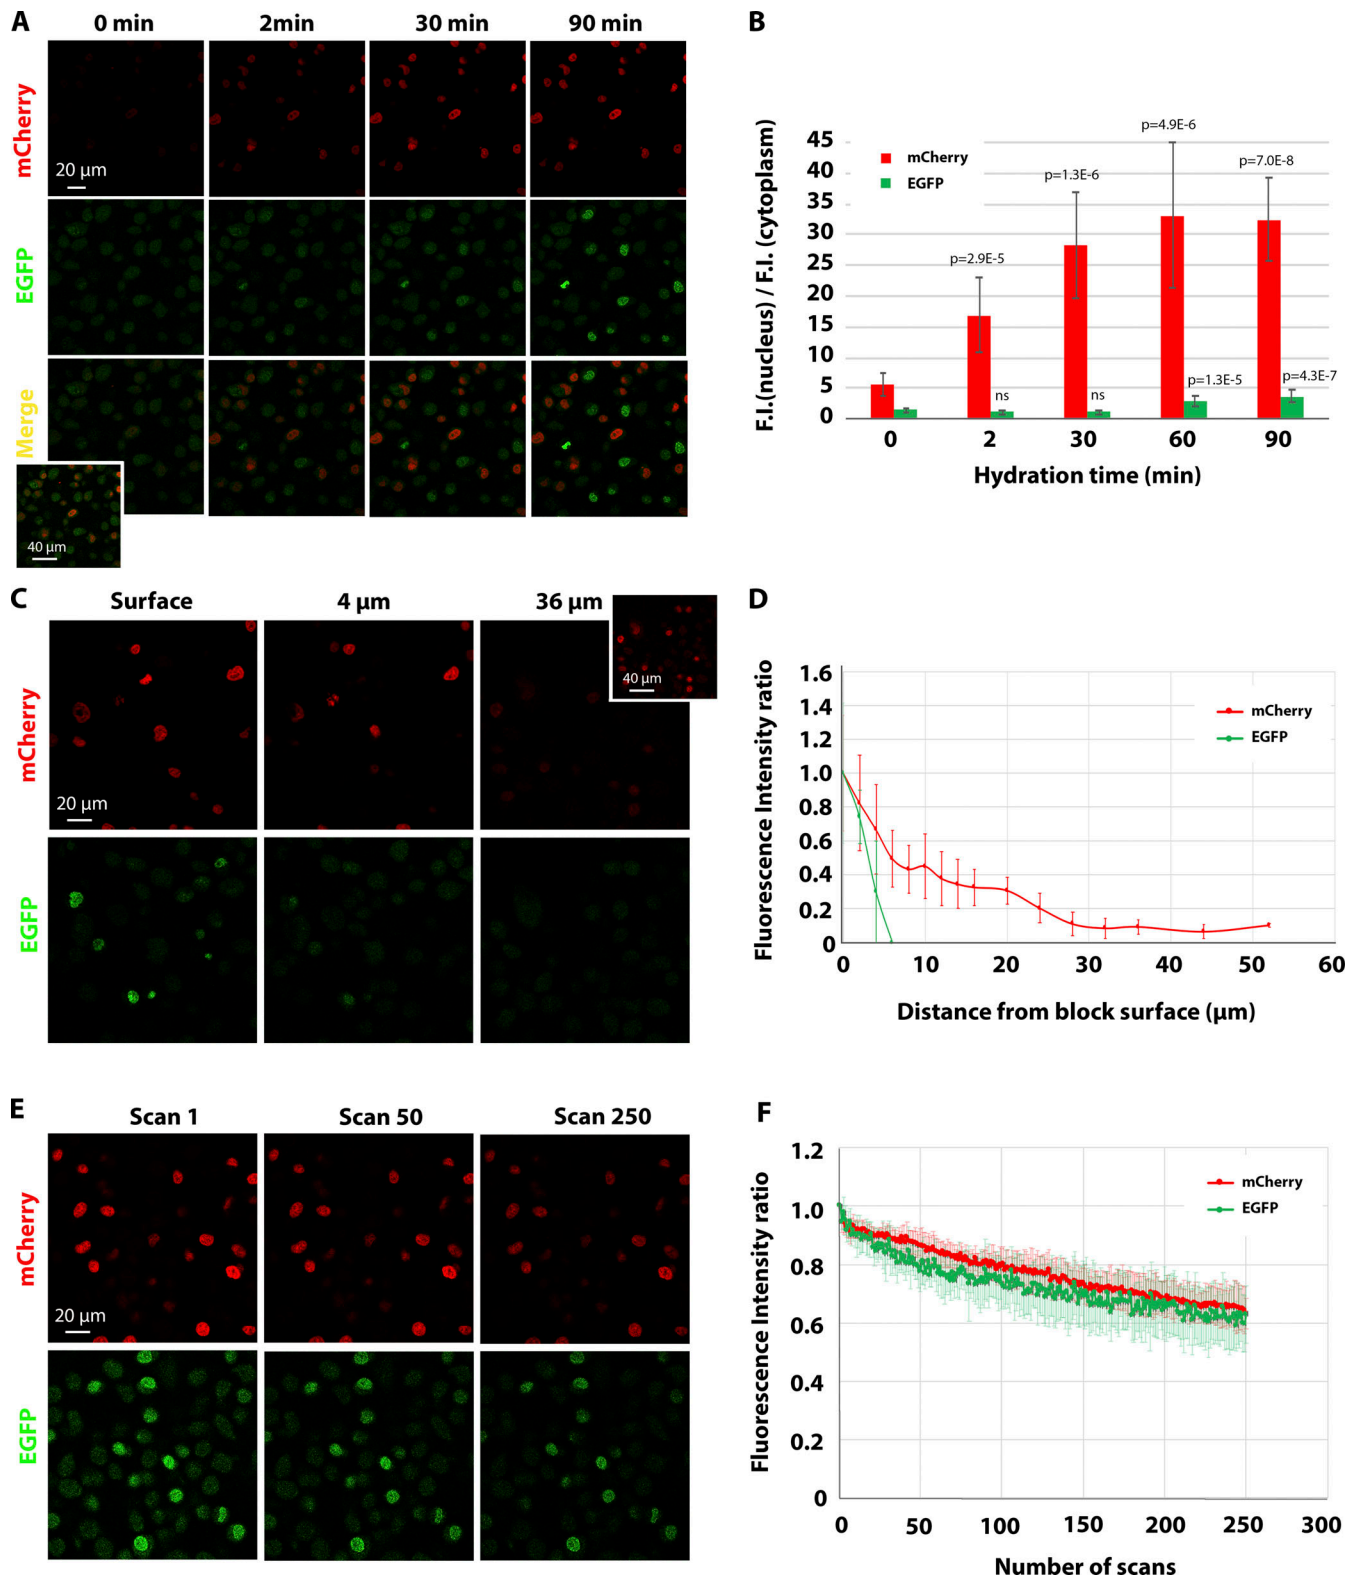 A
0 min 2min 30 min 90 min
mCherry
20 µm
EGFP
Merge
40 µm
B
F.I.(nucleus) / F.I. (cytoplasm)
45
40
35
30
25
20
15
10
5
0
mCherry
EGFP
p=2.9E-5
ns
p=1.3E-6
ns
p=4.9E-6
p=1.3E-5
p=7.0E-8
p=4.3E-7
0 2 30 60 90
Hydration time (min)
C
Surface 4 µm 36 µm
mCherry
20 µm
40 µm
EGFP
D
Fluorescence Intensity ratio
1.6
1.4
1.2
1.0
0.8
0.6
0.4
0.2
0
mCherry
EGFP
0 10 20 30 40 50 60
Distance from block surface (µm)
E
Scan 1 Scan 50 Scan 250
mCherry
20 µm
EGFP
F
Fluorescence Intensity ratio
1.2
1.0
0.8
0.6
0.4
0.2
0
mCherry
EGFP
0 50 100 150 200 250 300
Number of scans